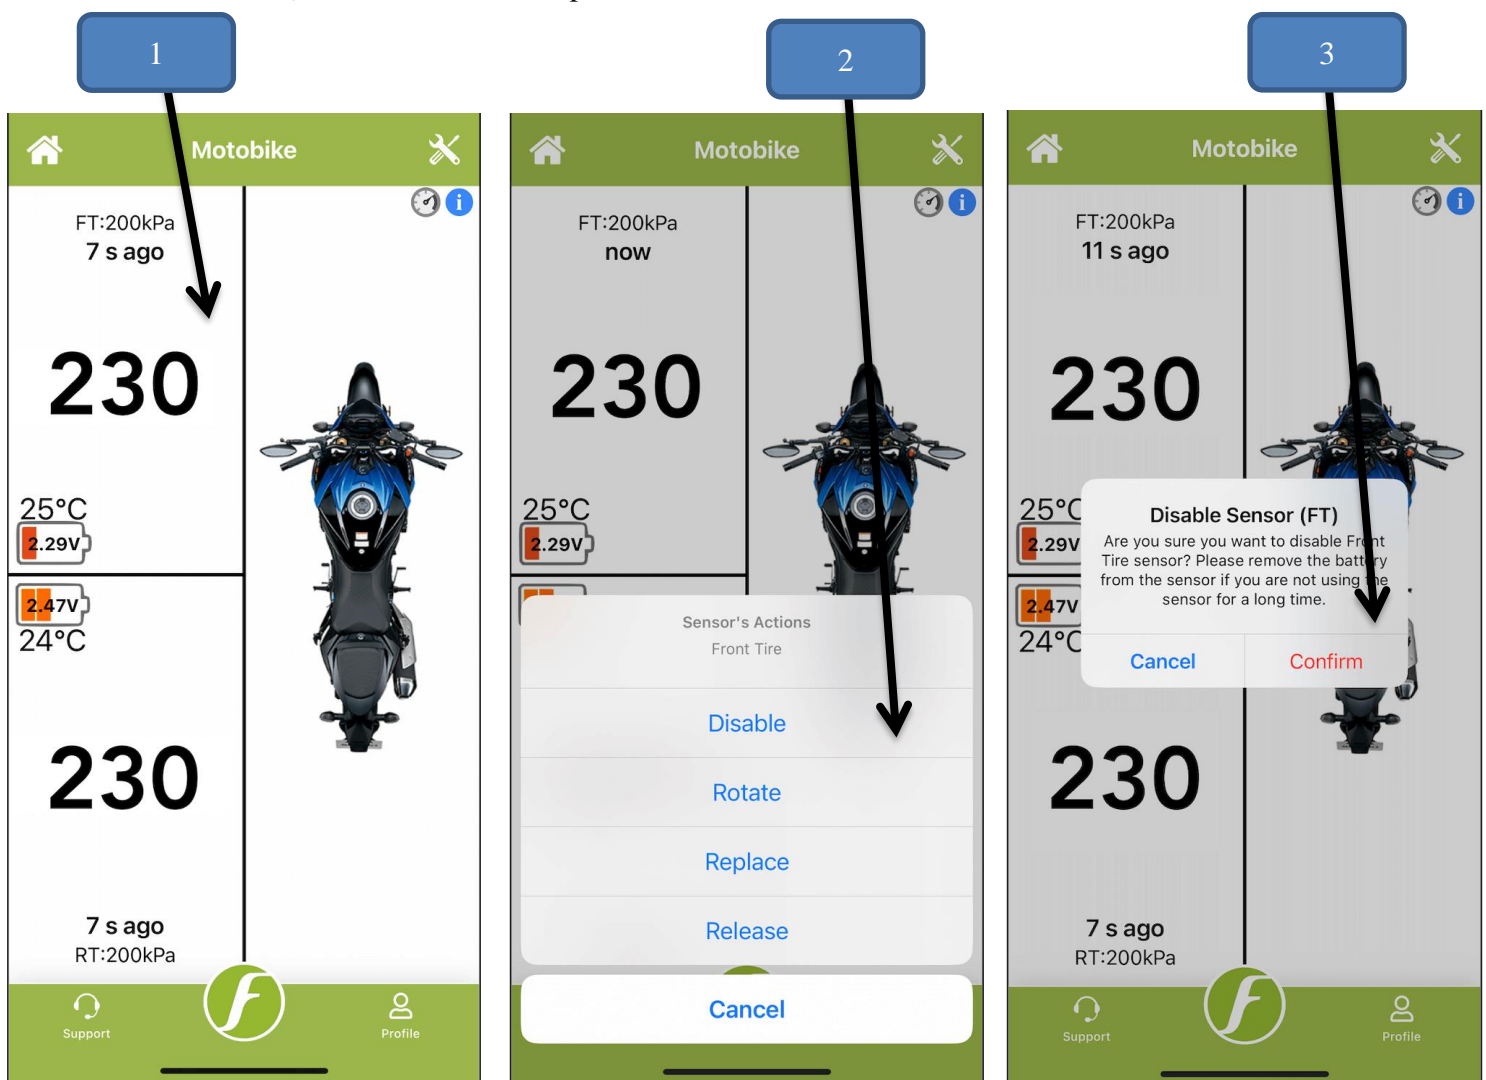 1
2
3
Motobike
FT:200kPa
7 s ago
230
25°C
2.29V
2.47V
24°C
230
7 s ago
RT:200kPa
Support
Profile
Motobike
FT:200kPa
now
230
25°C
2.29V
Sensor's Actions
Front Tire
Disable
Rotate
Replace
Release
Cancel
Motobike
FT:200kPa
11 s ago
230
25°C
2.29V
Disable Sensor (FT)
Are you sure you want to disable Front
Tire sensor? Please remove the battery
from the sensor if you are not using the
sensor for a long time.
Cancel
Confirm
2.47V
24°C
230
7 s ago
RT:200kPa
Support
Profile